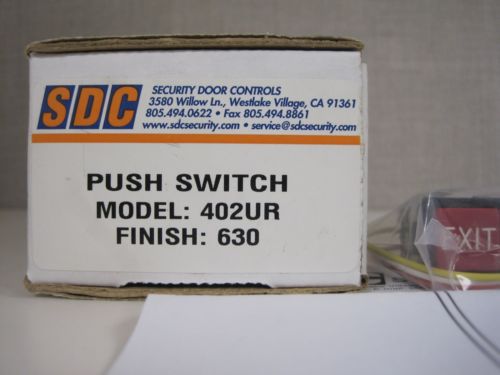 SDC
SECURITY DOOR CONTROLS
3580 Willow Ln., Westlake Village, CA 91361
805.494.0622 • Fax 805.494.8861
www.sdcsecurity.com • service@sdcsecurity.com
PUSH SWITCH
MODEL: 402UR
FINISH: 630
EXIT